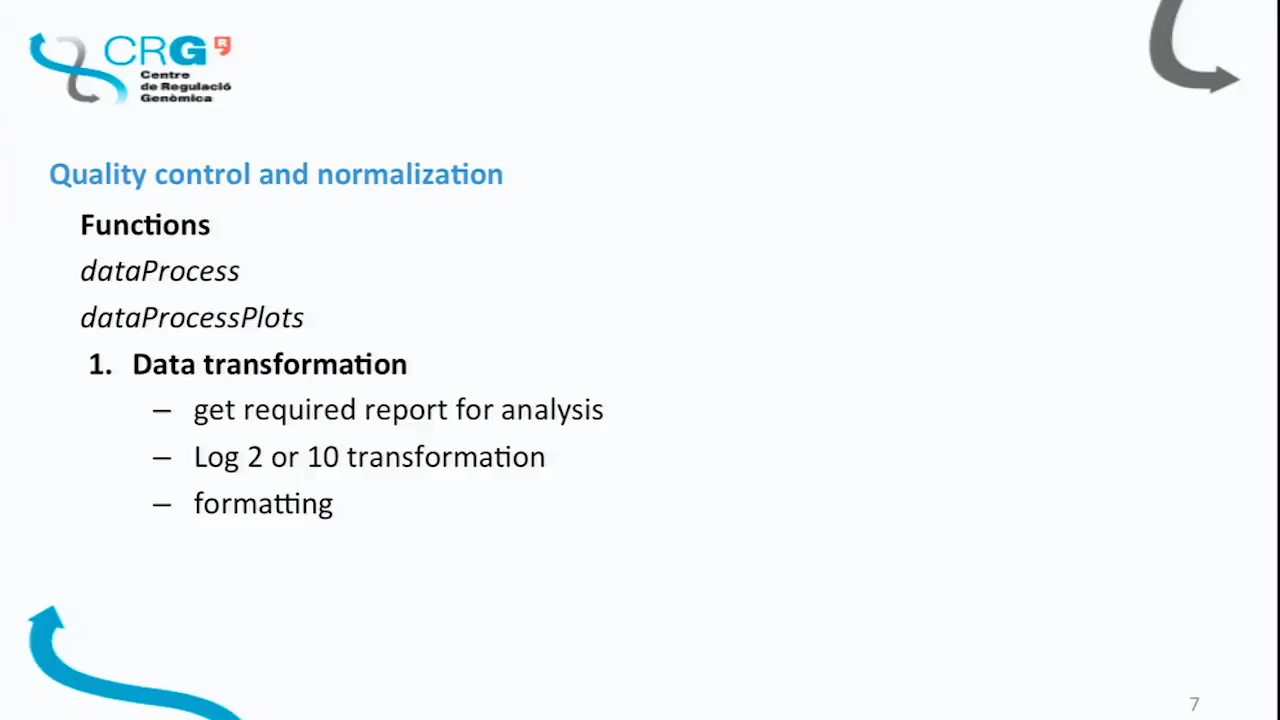 CRG
Centre
de Regulació
Genòmica
Quality control and normalization
Functions
dataProcess
dataProcessPlots
1. Data transformation
– get required report for analysis
– Log 2 or 10 transformation
– formatting
7